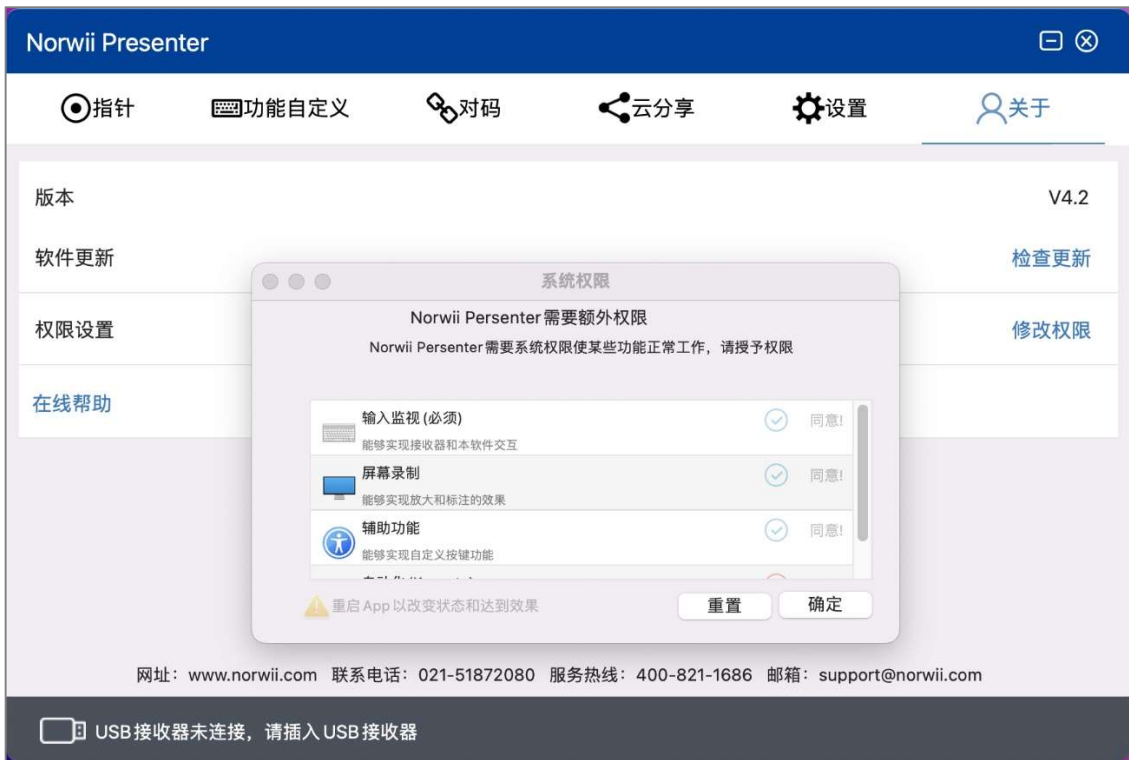 Norwii Presenter
指针 功能自定义 对码 云分享 设置 关于
版本 V4.2
软件更新 检查更新
系统权限
Norwii Persenter需要额外权限
权限设置 修改权限
Norwii Persenter需要系统权限使某些功能正常工作，请授予权限
在线帮助
输入监视(必须) 同意!
能够实现接收器和本软件交互
屏幕录制 同意!
能够实现放大和标注的效果
辅助功能 同意!
能够实现自定义按键功能
重启App以改变状态和达到效果 重置 确定
网址：www.norwii.com 联系电话：021-51872080 服务热线：400-821-1686 邮箱：support@norwii.com
USB接收器未连接，请插入USB接收器